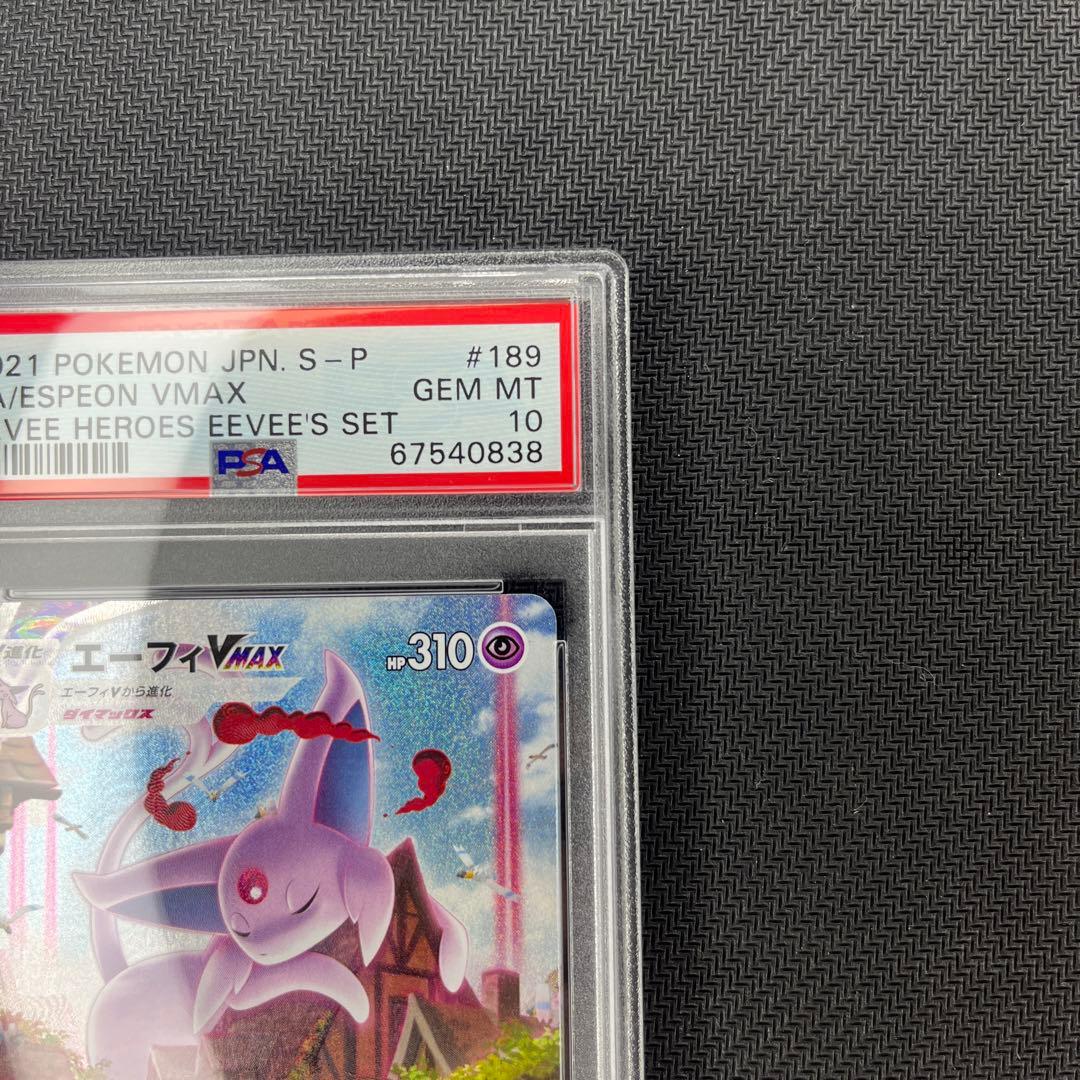 021 POKEMON JPN. S-P #189
/ESPEON VMAX GEM MT
VEE HEROES EEVEE'S SET 10
PSA 67540838
進化 エーフィVMAX HP310
エーフィVから進化
ダイマックス